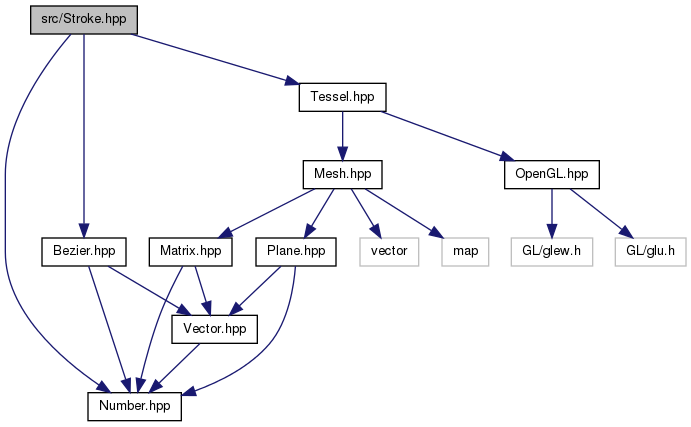 src/Stroke.hpp
Tessel.hpp
Mesh.hpp
OpenGL.hpp
Bezier.hpp
Matrix.hpp
Plane.hpp
vector
map
GL/glew.h
GL/glu.h
Vector.hpp
Number.hpp